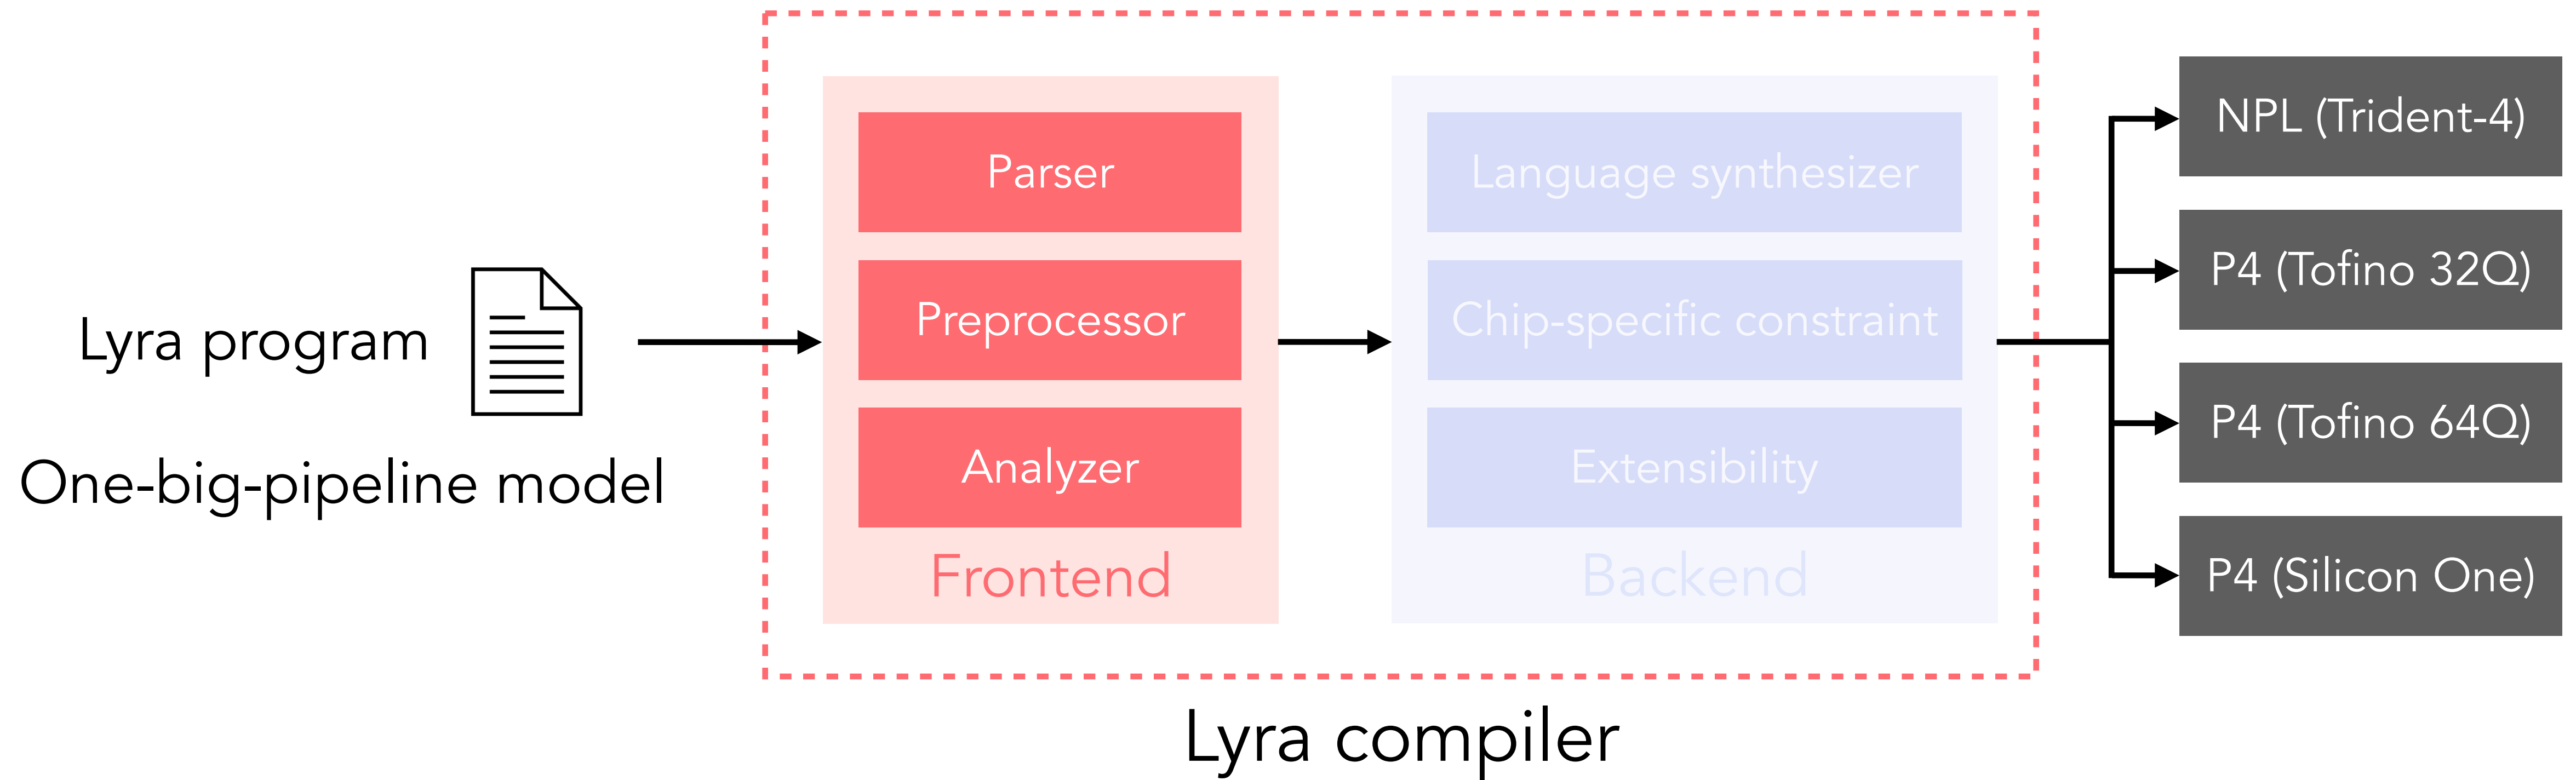 Lyra program
One-big-pipeline model
Parser
Preprocessor
Analyzer
Frontend
Language synthesizer
Chip-specific constraint
Extensibility
Backend
Lyra compiler
NPL (Trident-4)
P4 (Tofino 32Q)
P4 (Tofino 64Q)
P4 (Silicon One)